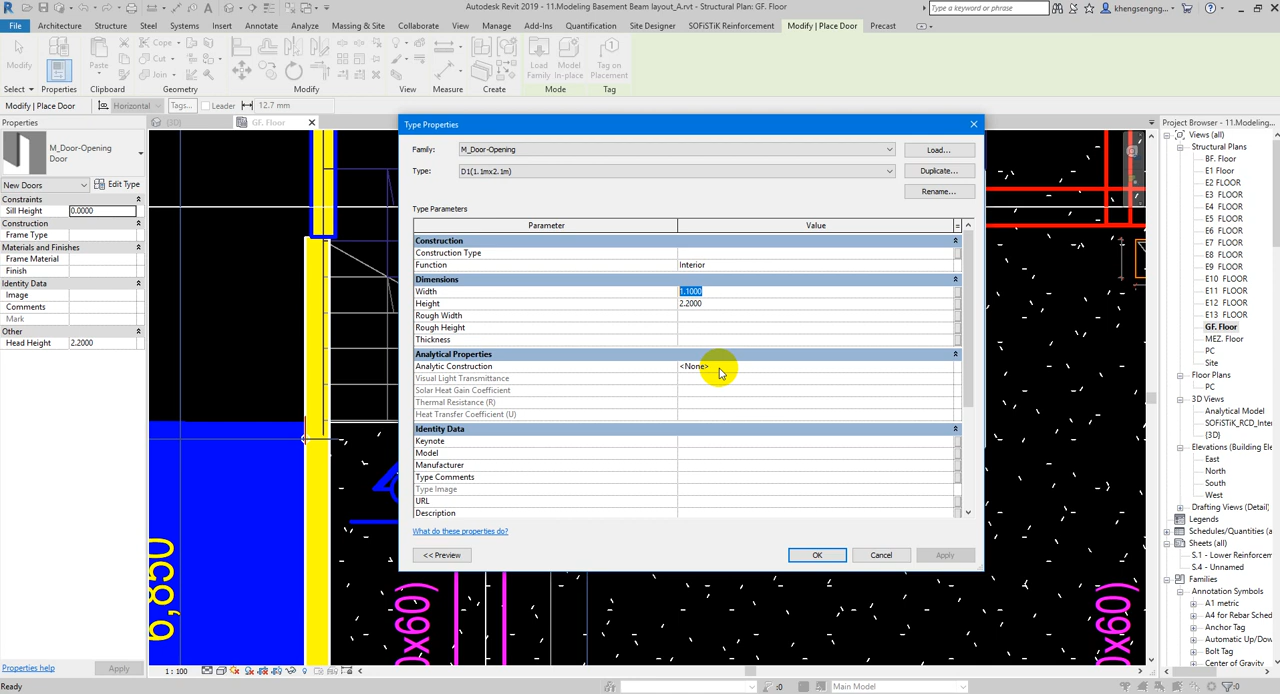 Autodesk Revit 2019 - 11.Modeling Basement Beam layout_A.rvt - Structural Plan: GF. Floor
Type a keyword or phrase
khengsengng...
File
Architecture
Structure
Steel
Systems
Insert
Annotate
Analyze
Massing & Site
Collaborate
View
Manage
Add-Ins
Quantification
Site Designer
SOFiSTiK Reinforcement
Modify | Place Door
Precast
Modify
Paste
Cope
Cut
Join
Load Family
Model In-place
Tag on Placement
Select
Properties
Clipboard
Geometry
Modify
View
Measure
Create
Mode
Tag
Modify | Place Door
Horizontal
Tags...
Leader
12.7 mm
Properties
M_Door-Opening
Door
New Doors
Edit Type
Constraints
Sill Height 0.0000
Construction
Frame Type
Materials and Finishes
Frame Material
Finish
Identity Data
Image
Comments
Mark
Other
Head Height 2.2000
Properties help
Apply
{3D}
GF. Floor
6,850
0x60)
0x60)
Type Properties
Family: M_Door-Opening
Load...
Type: D1(1.1mx2.1m)
Duplicate...
Rename...
Type Parameters
Parameter Value =
Construction
Construction Type
Function Interior
Dimensions
Width 1.1000
Height 2.2000
Rough Width
Rough Height
Thickness
Analytical Properties
Analytic Construction <None>
Visual Light Transmittance
Solar Heat Gain Coefficient
Thermal Resistance (R)
Heat Transfer Coefficient (U)
Identity Data
Keynote
Model
Manufacturer
Type Comments
Type Image
URL
Description
What do these properties do?
<< Preview
OK
Cancel
Apply
Project Browser - 11.Modeling...
Views (all)
Structural Plans
BF. Floor
E1 Floor
E2 FLOOR
E3 FLOOR
E4 FLOOR
E5 FLOOR
E6 FLOOR
E7 FLOOR
E8 FLOOR
E9 FLOOR
E10 FLOOR
E11 FLOOR
E12 FLOOR
E13 FLOOR
GF. Floor
MEZ. Floor
PC
Site
Floor Plans
PC
3D Views
Analytical Model
SOFiSTiK_RCD_Inte
{3D}
Elevations (Building Ele
East
North
South
West
Drafting Views (Detail)
Legends
Schedules/Quantities (a
Sheets (all)
S.1 - Lower Reinforcem
S.4 - Unnamed
Families
Annotation Symbols
A1 metric
A4 for Rebar Sched
Anchor Tag
Automatic Up/Dow
Bolt Tag
Center of Gravity
1 : 100
Ready
:0
Main Model
:0